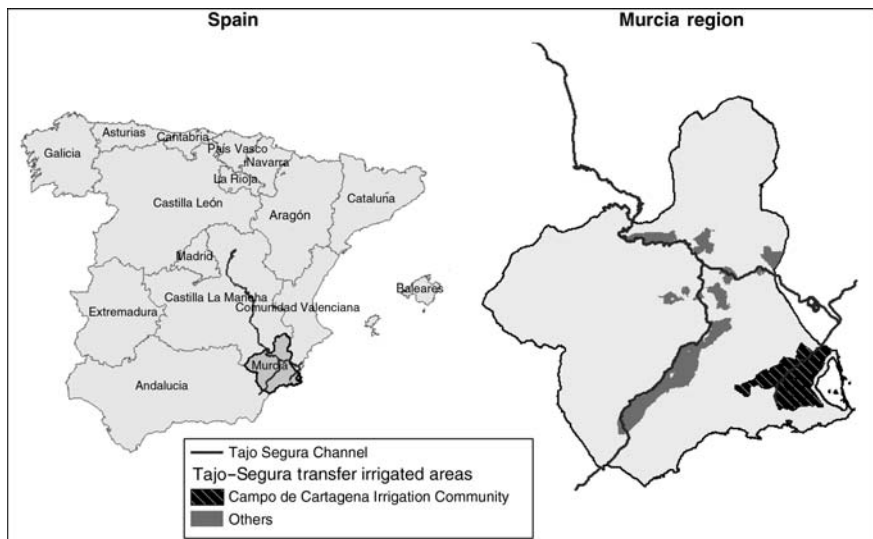 Spain
Murcia region
Asturias
Cantabria
País Vasco
Galicia
Navarra
La Rioja
Cataluña
Castilla León
Aragón
Madrid
Castilla La Mancha
Baleares
Extremadura
Comunidad Valenciana
Murcia
Andalucia
Tajo Segura Channel
Tajo–Segura transfer irrigated areas
Campo de Cartagena Irrigation Community
Others